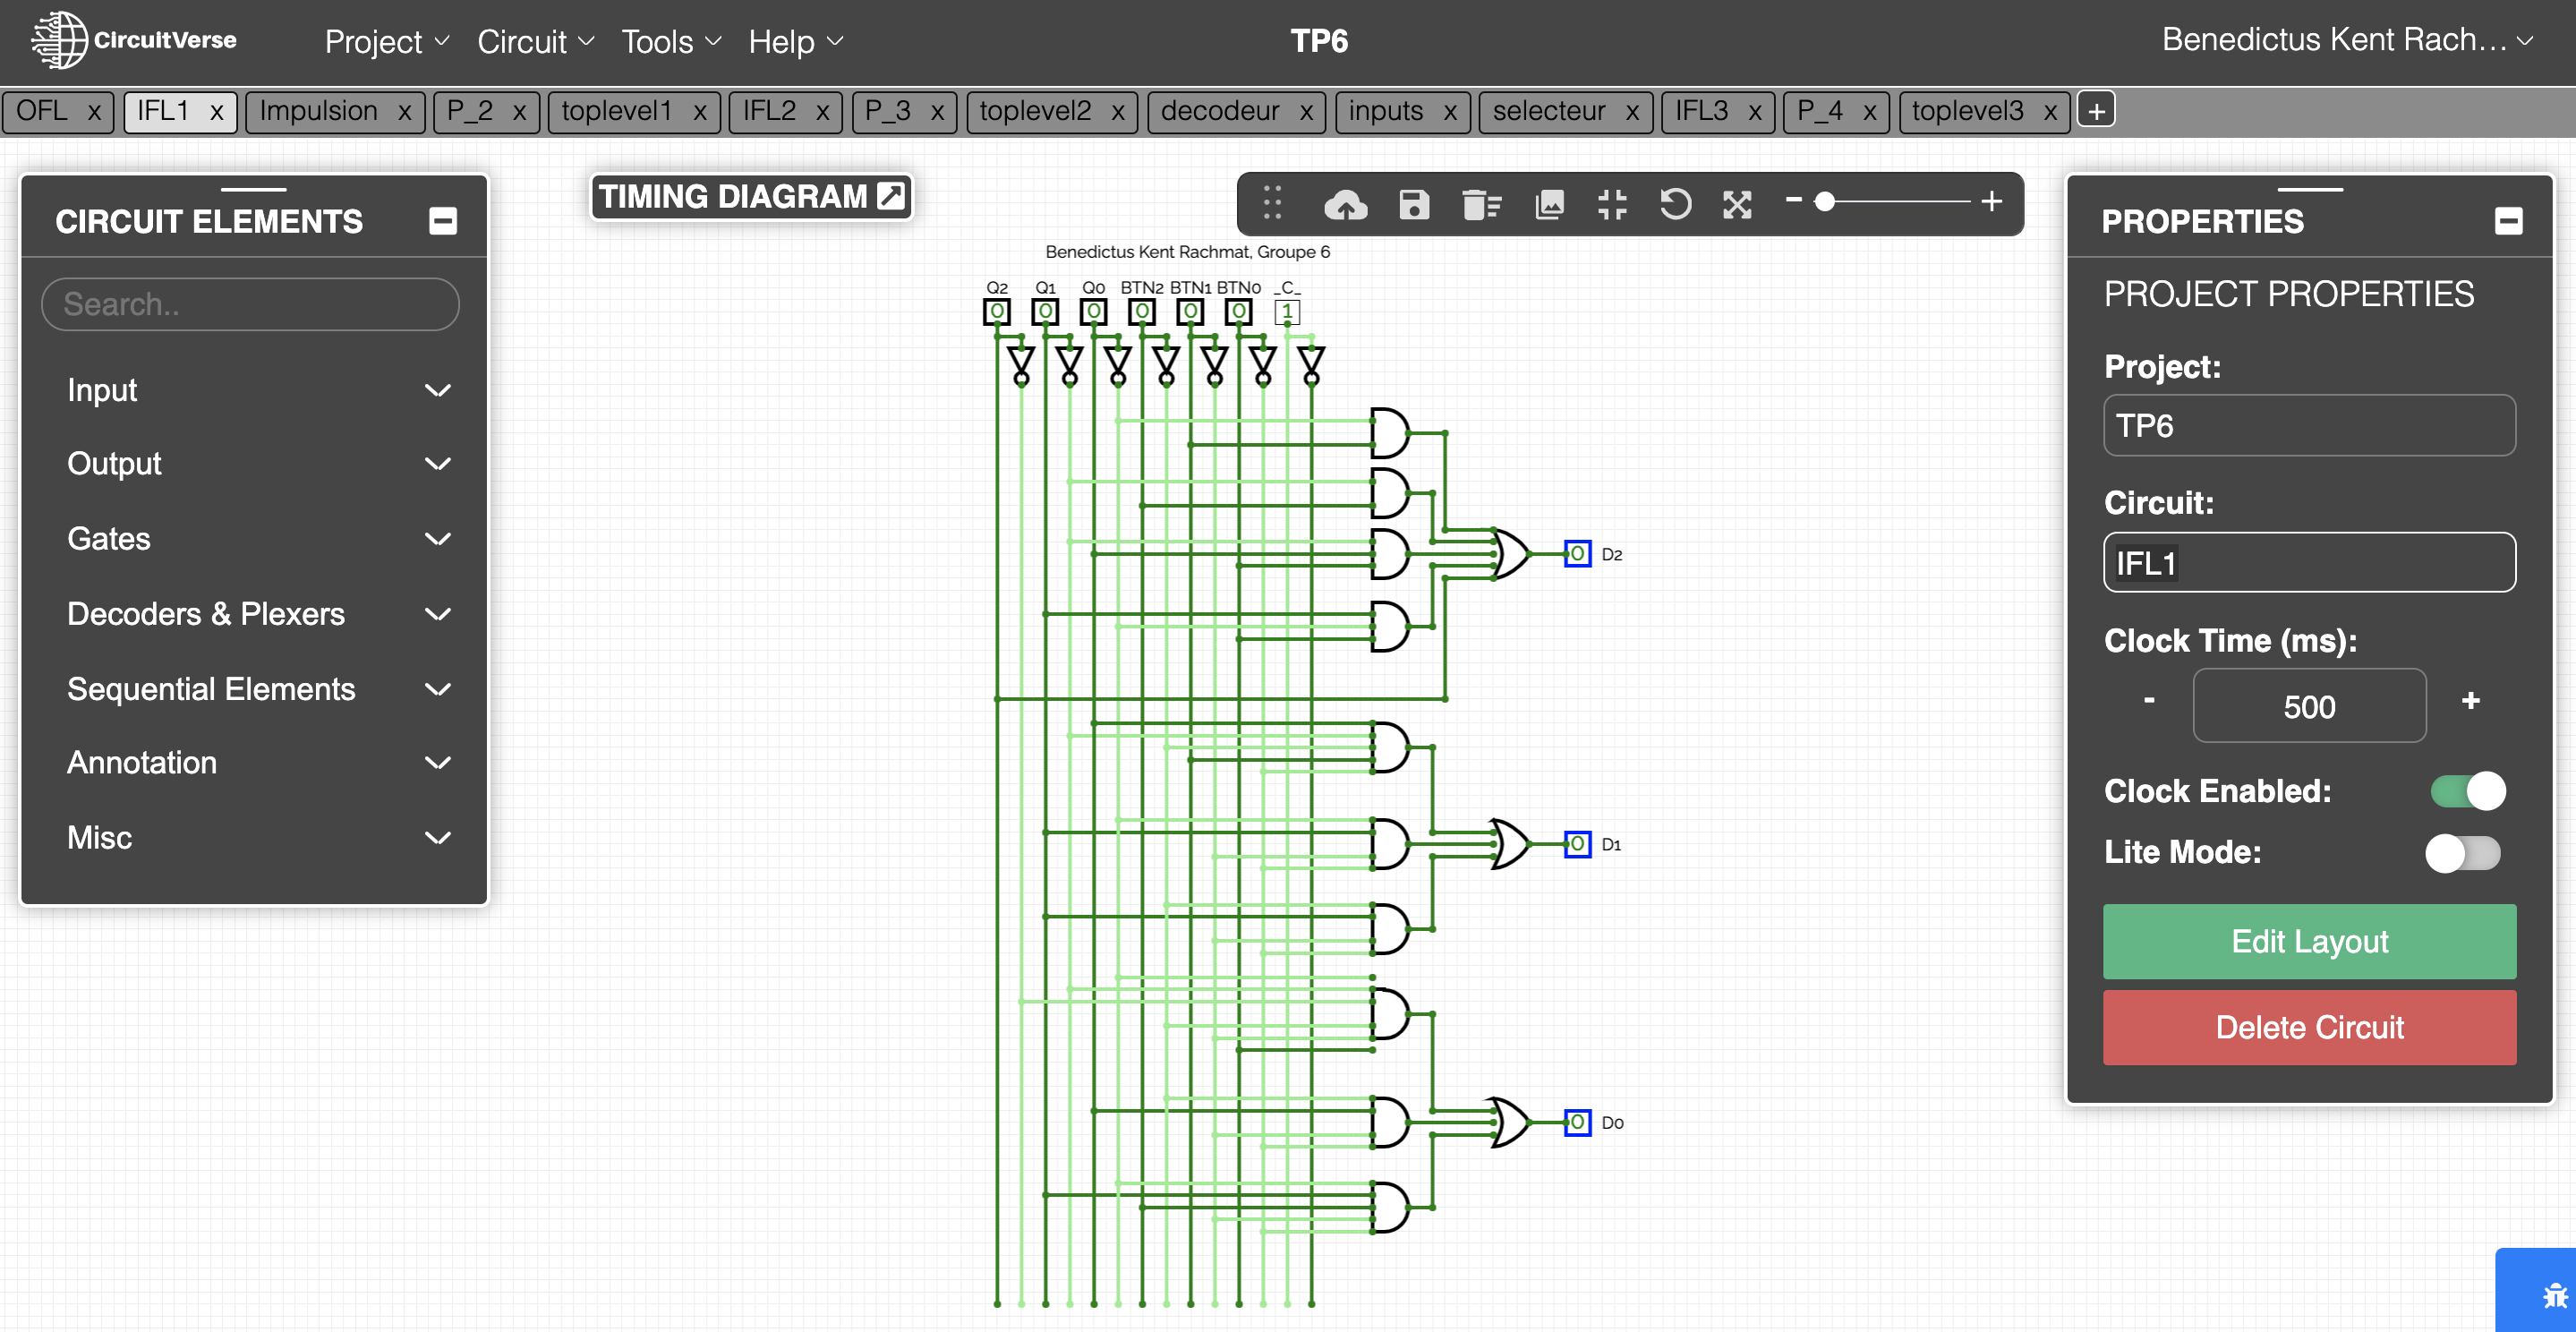 CircuitVerse
Project Circuit Tools Help
TP6
Benedictus Kent Rach...
OFL x IFL1 x Impulsion x P_2 x toplevel1 x IFL2 x P_3 x toplevel2 x decodeur x inputs x selecteur x IFL3 x P_4 x toplevel3 x +
CIRCUIT ELEMENTS
Search..
Input
Output
Gates
Decoders & Plexers
Sequential Elements
Annotation
Misc
TIMING DIAGRAM
Benedictus Kent Rachmat, Groupe 6
Q2 Q1 Q0 BTN2 BTN1 BTN0 _C_
0 0 0 0 0 0 1
0 D2
0 D1
0 D0
PROPERTIES
PROJECT PROPERTIES
Project:
TP6
Circuit:
IFL1
Clock Time (ms):
- 500 +
Clock Enabled:
Lite Mode:
Edit Layout
Delete Circuit